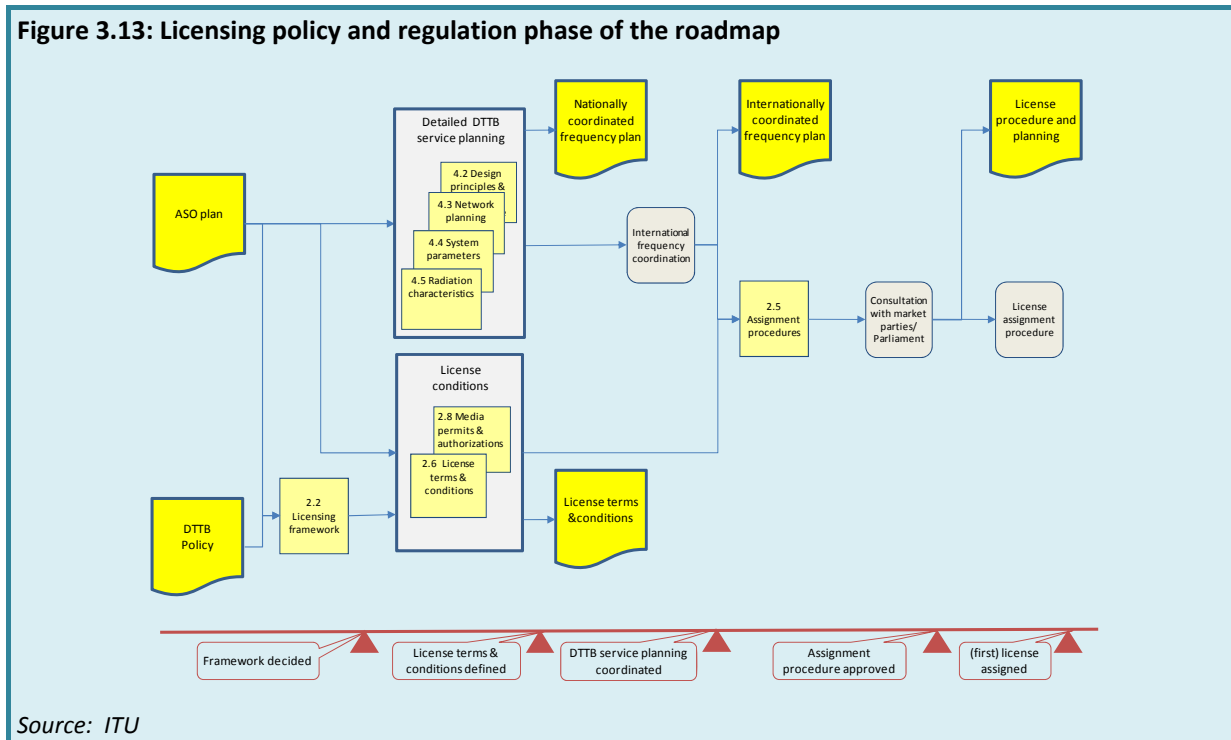 Figure 3.13: Licensing policy and regulation phase of the roadmap
Detailed DTTB
service planning
4.2 Design
principles &
4.3 Network
planning
4.4 System
parameters
4.5 Radiation
characteristics
Nationally
coordinated
frequency plan
Internationally
coordinated
frequency plan
License
procedure and
planning
ASO plan
International
frequency
coordination
2.5
Assignment
procedures
Consultation
with market
parties/
Parliament
License
assignment
procedure
License
conditions
2.8 Media
permits &
authorizations
2.6 License
terms &
conditions
DTTB
Policy
2.2
Licensing
framework
License terms
&conditions
Framework decided
License terms &
conditions defined
DTTB service planning
coordinated
Assignment
procedure approved
(first) license
assigned
Source: ITU